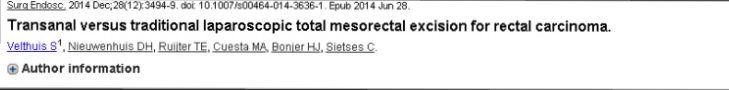 Surg Endosc. 2014 Dec;28(12):3494-9. doi: 10.1007/s00464-014-3636-1. Epub 2014 Jun 28.
Transanal versus traditional laparoscopic total mesorectal excision for rectal carcinoma.
Velthuis S1, Nieuwenhuis DH, Ruijter TE, Cuesta MA, Bonjer HJ, Sietses C.
Author information